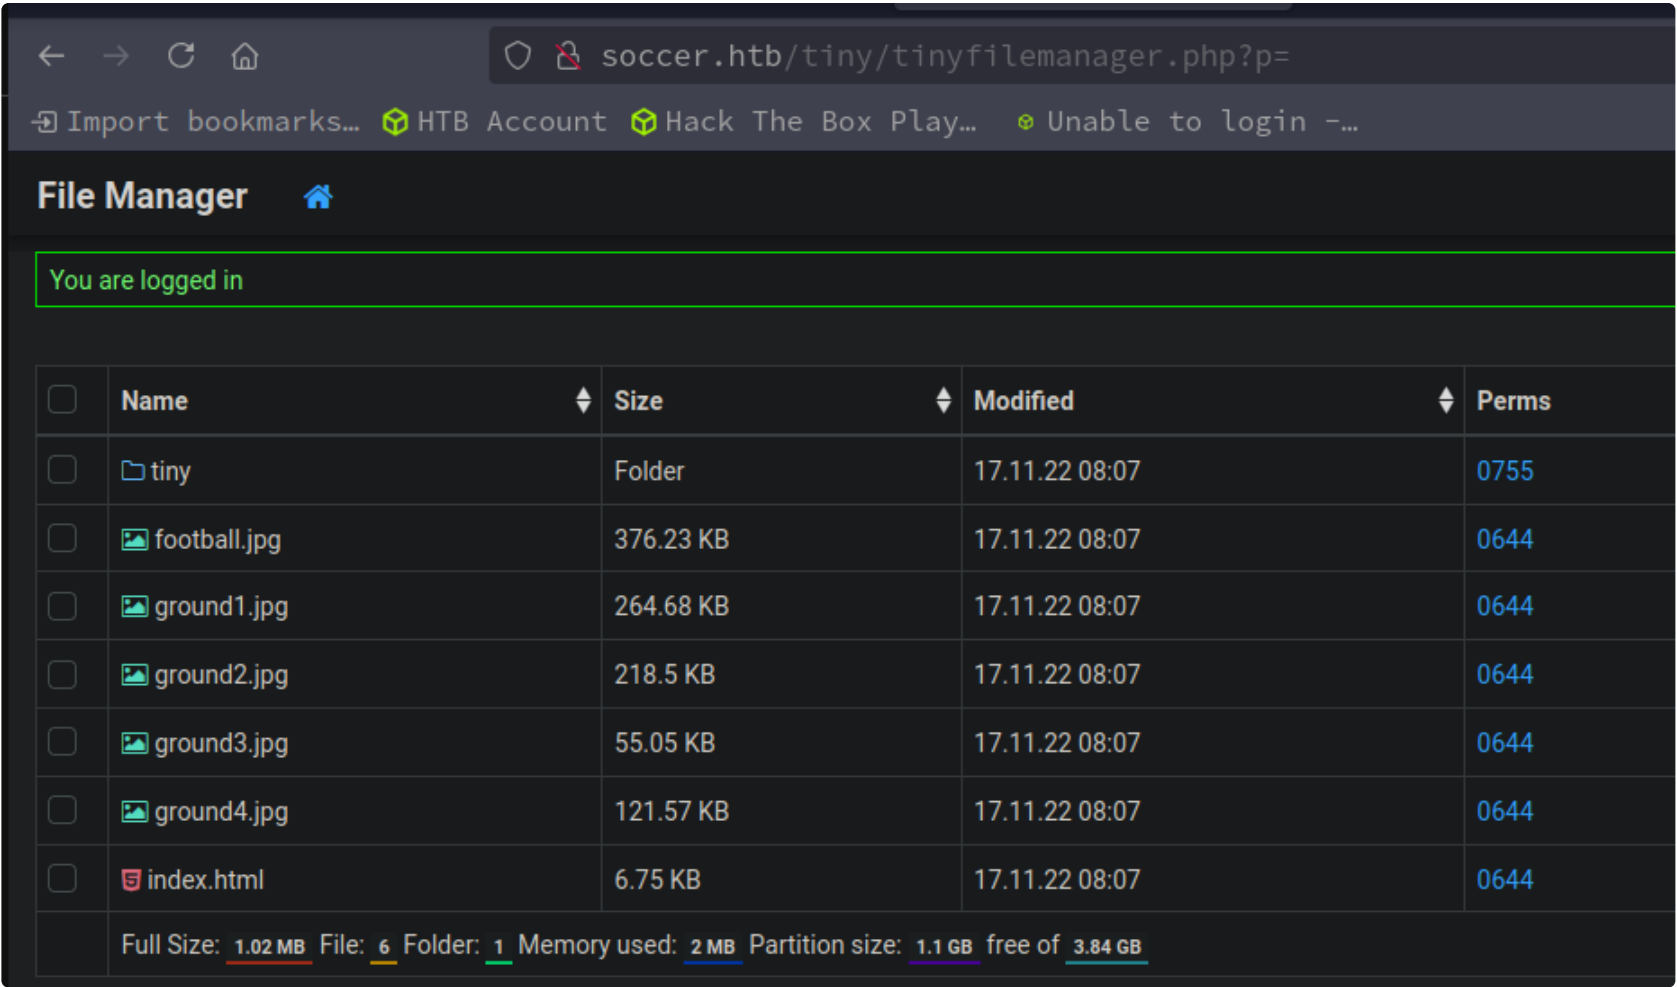 soccer.htb/tiny/tinyfilemanager.php?p=
Import bookmarks… HTB Account Hack The Box Play… Unable to login -…
File Manager
You are logged in
Name Size Modified Perms
tiny Folder 17.11.22 08:07 0755
football.jpg 376.23 KB 17.11.22 08:07 0644
ground1.jpg 264.68 KB 17.11.22 08:07 0644
ground2.jpg 218.5 KB 17.11.22 08:07 0644
ground3.jpg 55.05 KB 17.11.22 08:07 0644
ground4.jpg 121.57 KB 17.11.22 08:07 0644
index.html 6.75 KB 17.11.22 08:07 0644
Full Size: 1.02 MB File: 6 Folder: 1 Memory used: 2 MB Partition size: 1.1 GB free of 3.84 GB